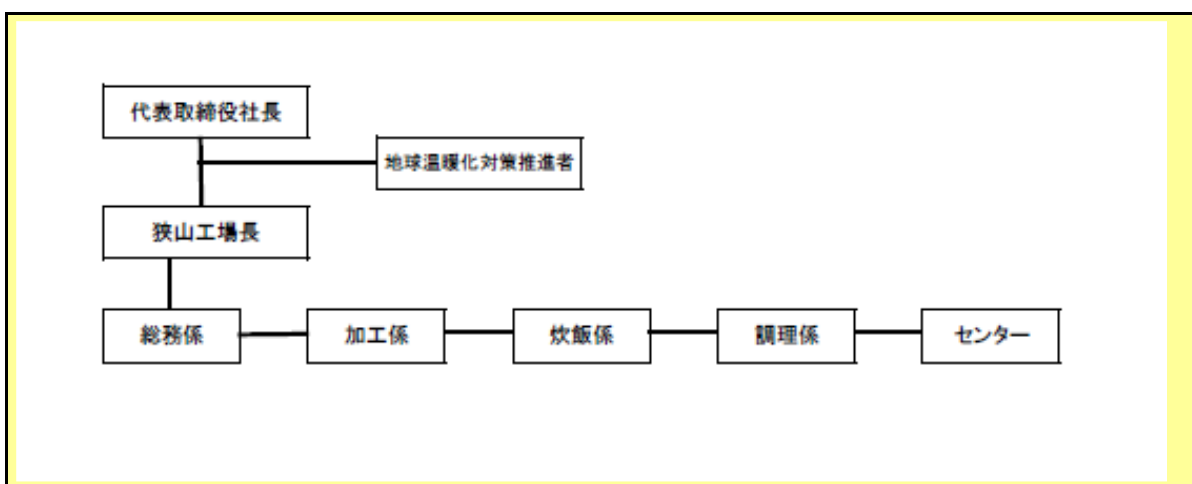 代表取締役社長
地球温暖化対策推進者
狭山工場長
総務係
加工係
炊飯係
調理係
センター